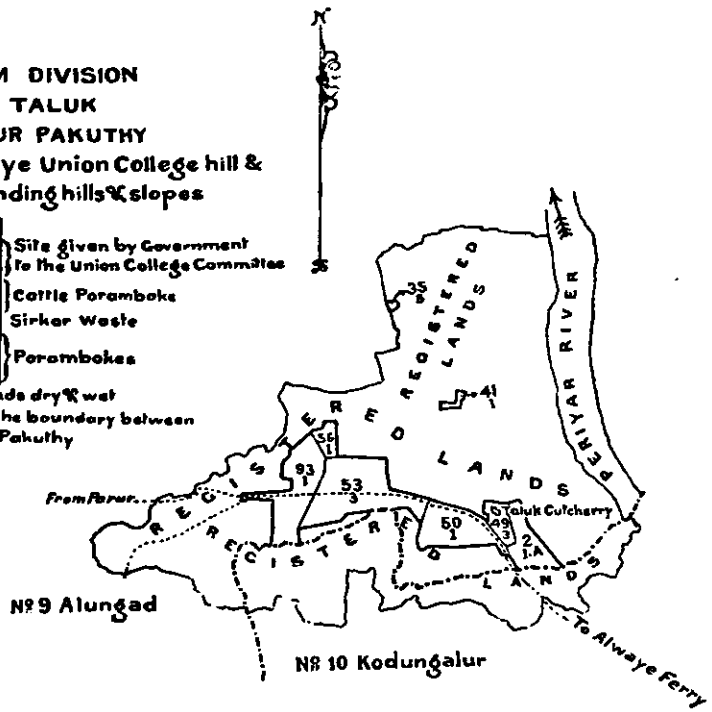 N
M DIVISION
TALUK
UR PAKUTHY
ye Union College hill &
nding hills & slopes
Site given by Government
to the Union College Committee
Cattle Poramboke
Sirkar Waste
Porambokes
nds dry & wet
he boundary between
Pakuthy
S
REGISTERED
LANDS
35
41
1
PERIYAR RIVER
REGISTERED LANDS
56
1
93
1
53
3
50
1
Taluk Cutcherry
49
3
2
1.A
From Parur
REGISTERED LANDS
Nº 9 Alungad
Nº 10 Kodungalur
To Alwaye Ferry